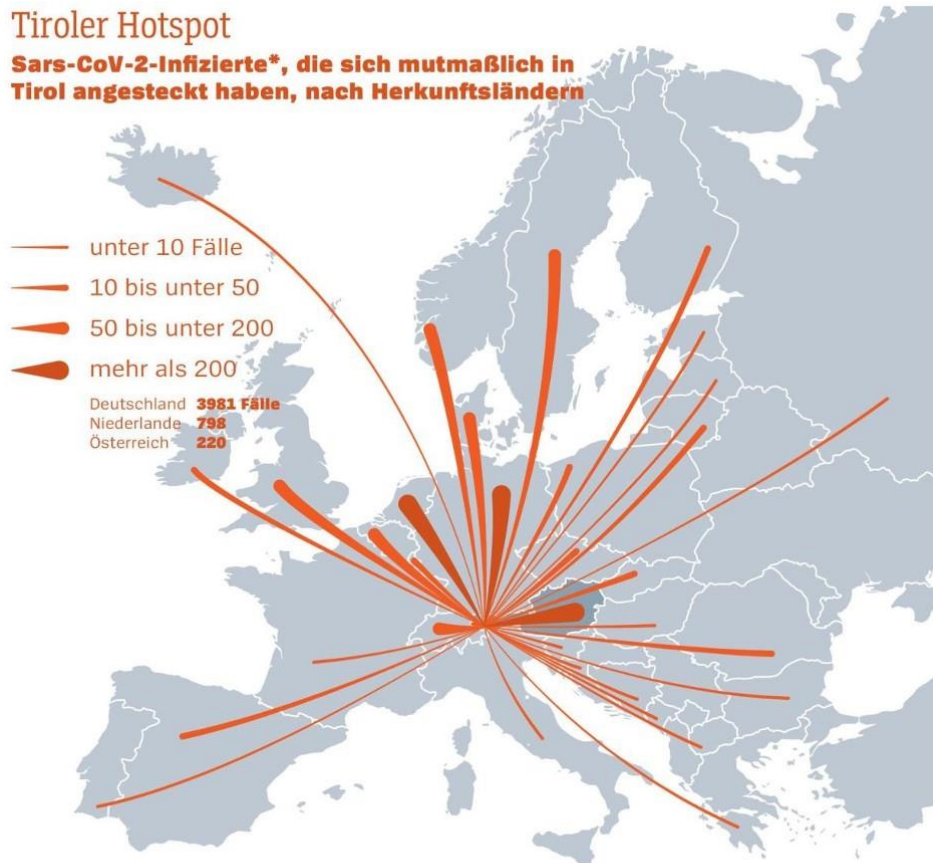 Tiroler Hotspot
Sars-CoV-2-Infizierte*, die sich mutmaßlich in
Tirol angesteckt haben, nach Herkunftsländern
unter 10 Fälle
10 bis unter 50
50 bis unter 200
mehr als 200
Deutschland 3981 Fälle
Niederlande 798
Österreich 220